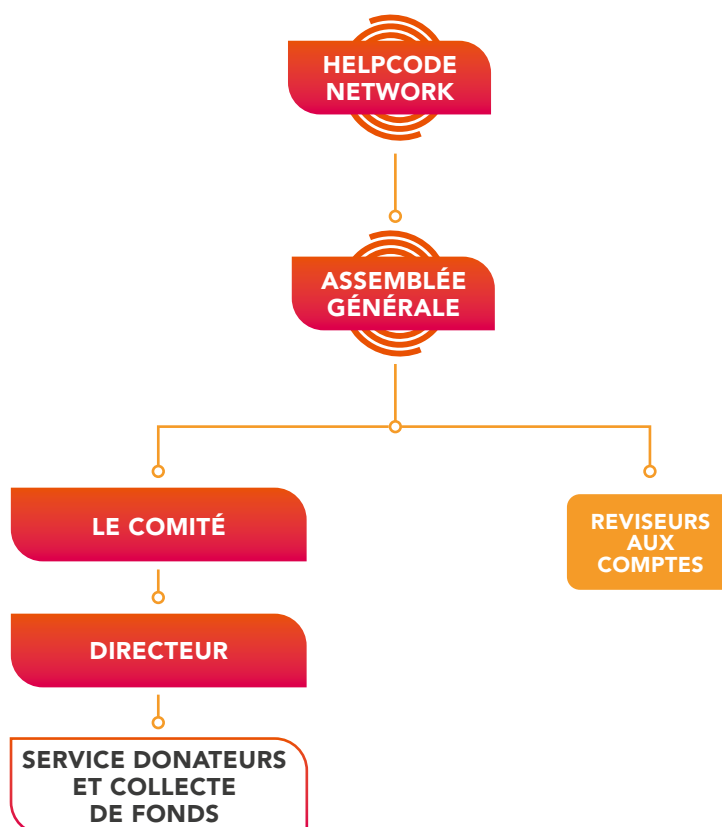 HELPCODE
NETWORK
ASSEMBLÉE
GÉNÉRALE
LE COMITÉ
REVISEURS
AUX
COMPTES
DIRECTEUR
SERVICE DONATEURS
ET COLLECTE
DE FONDS